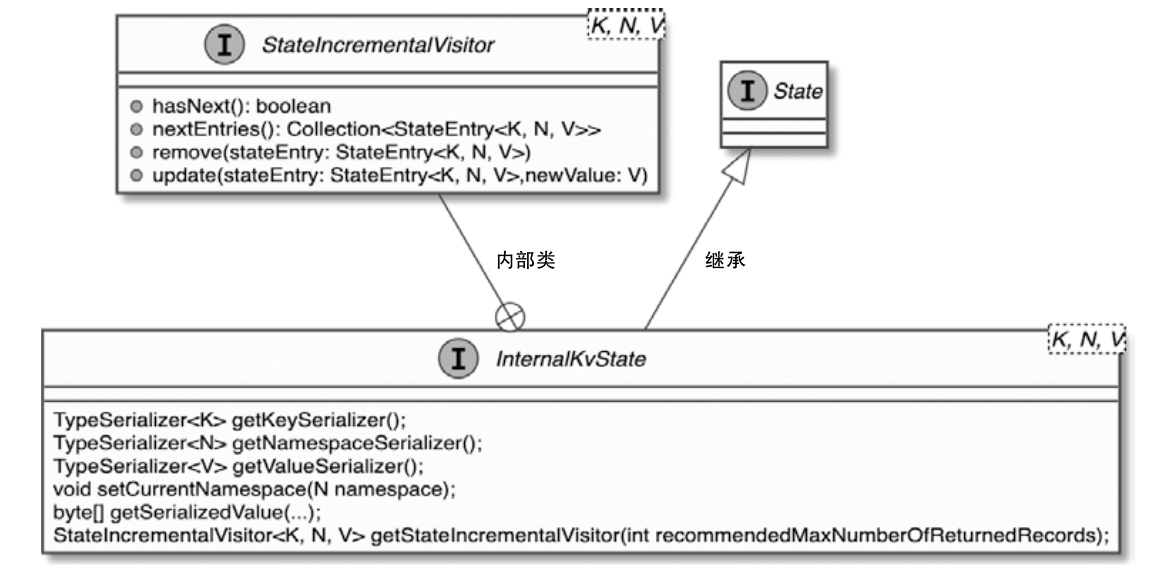 K, N, V
I StateIncrementalVisitor
hasNext(): boolean
nextEntries(): Collection<StateEntry<K, N, V>>
remove(stateEntry: StateEntry<K, N, V>)
update(stateEntry: StateEntry<K, N, V>,newValue: V)
I State
内部类
继承
K, N, V
I InternalKvState
TypeSerializer<K> getKeySerializer();
TypeSerializer<N> getNamespaceSerializer();
TypeSerializer<V> getValueSerializer();
void setCurrentNamespace(N namespace);
byte[] getSerializedValue(...);
StateIncrementalVisitor<K, N, V> getStateIncrementalVisitor(int recommendedMaxNumberOfReturnedRecords);